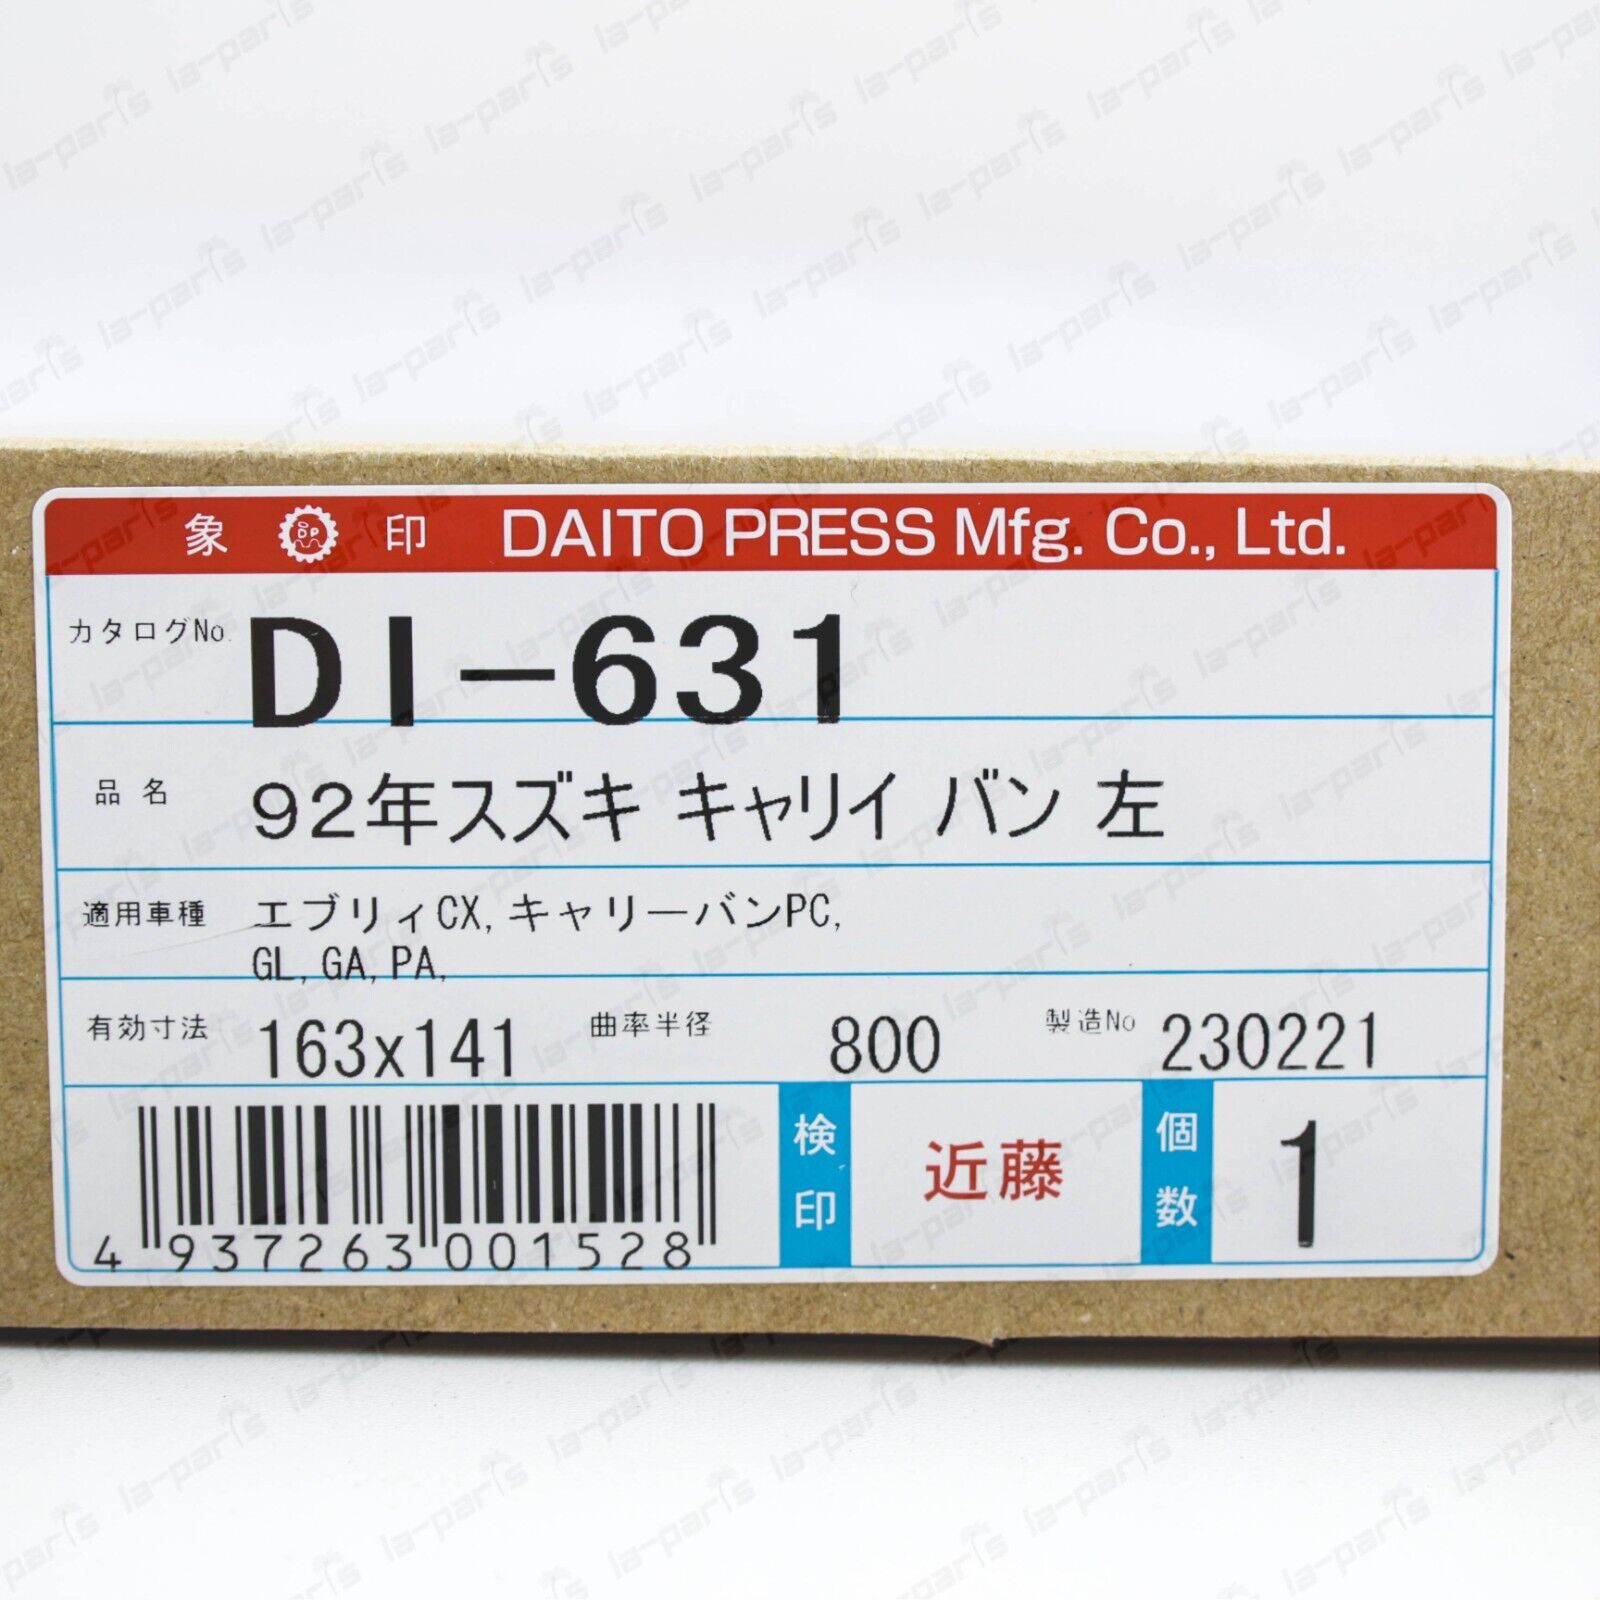 象 DP 印 DAITO PRESS Mfg. Co., Ltd.
カタログNo. DI-631
品名 92年スズキ キャリイ バン 左
適用車種 エブリィCX, キャリーバンPC,
GL, GA, PA,
有効寸法 163x141 曲率半径 800 製造No 230221
4 937263 001528
検印 近藤 個数 1
la-paris